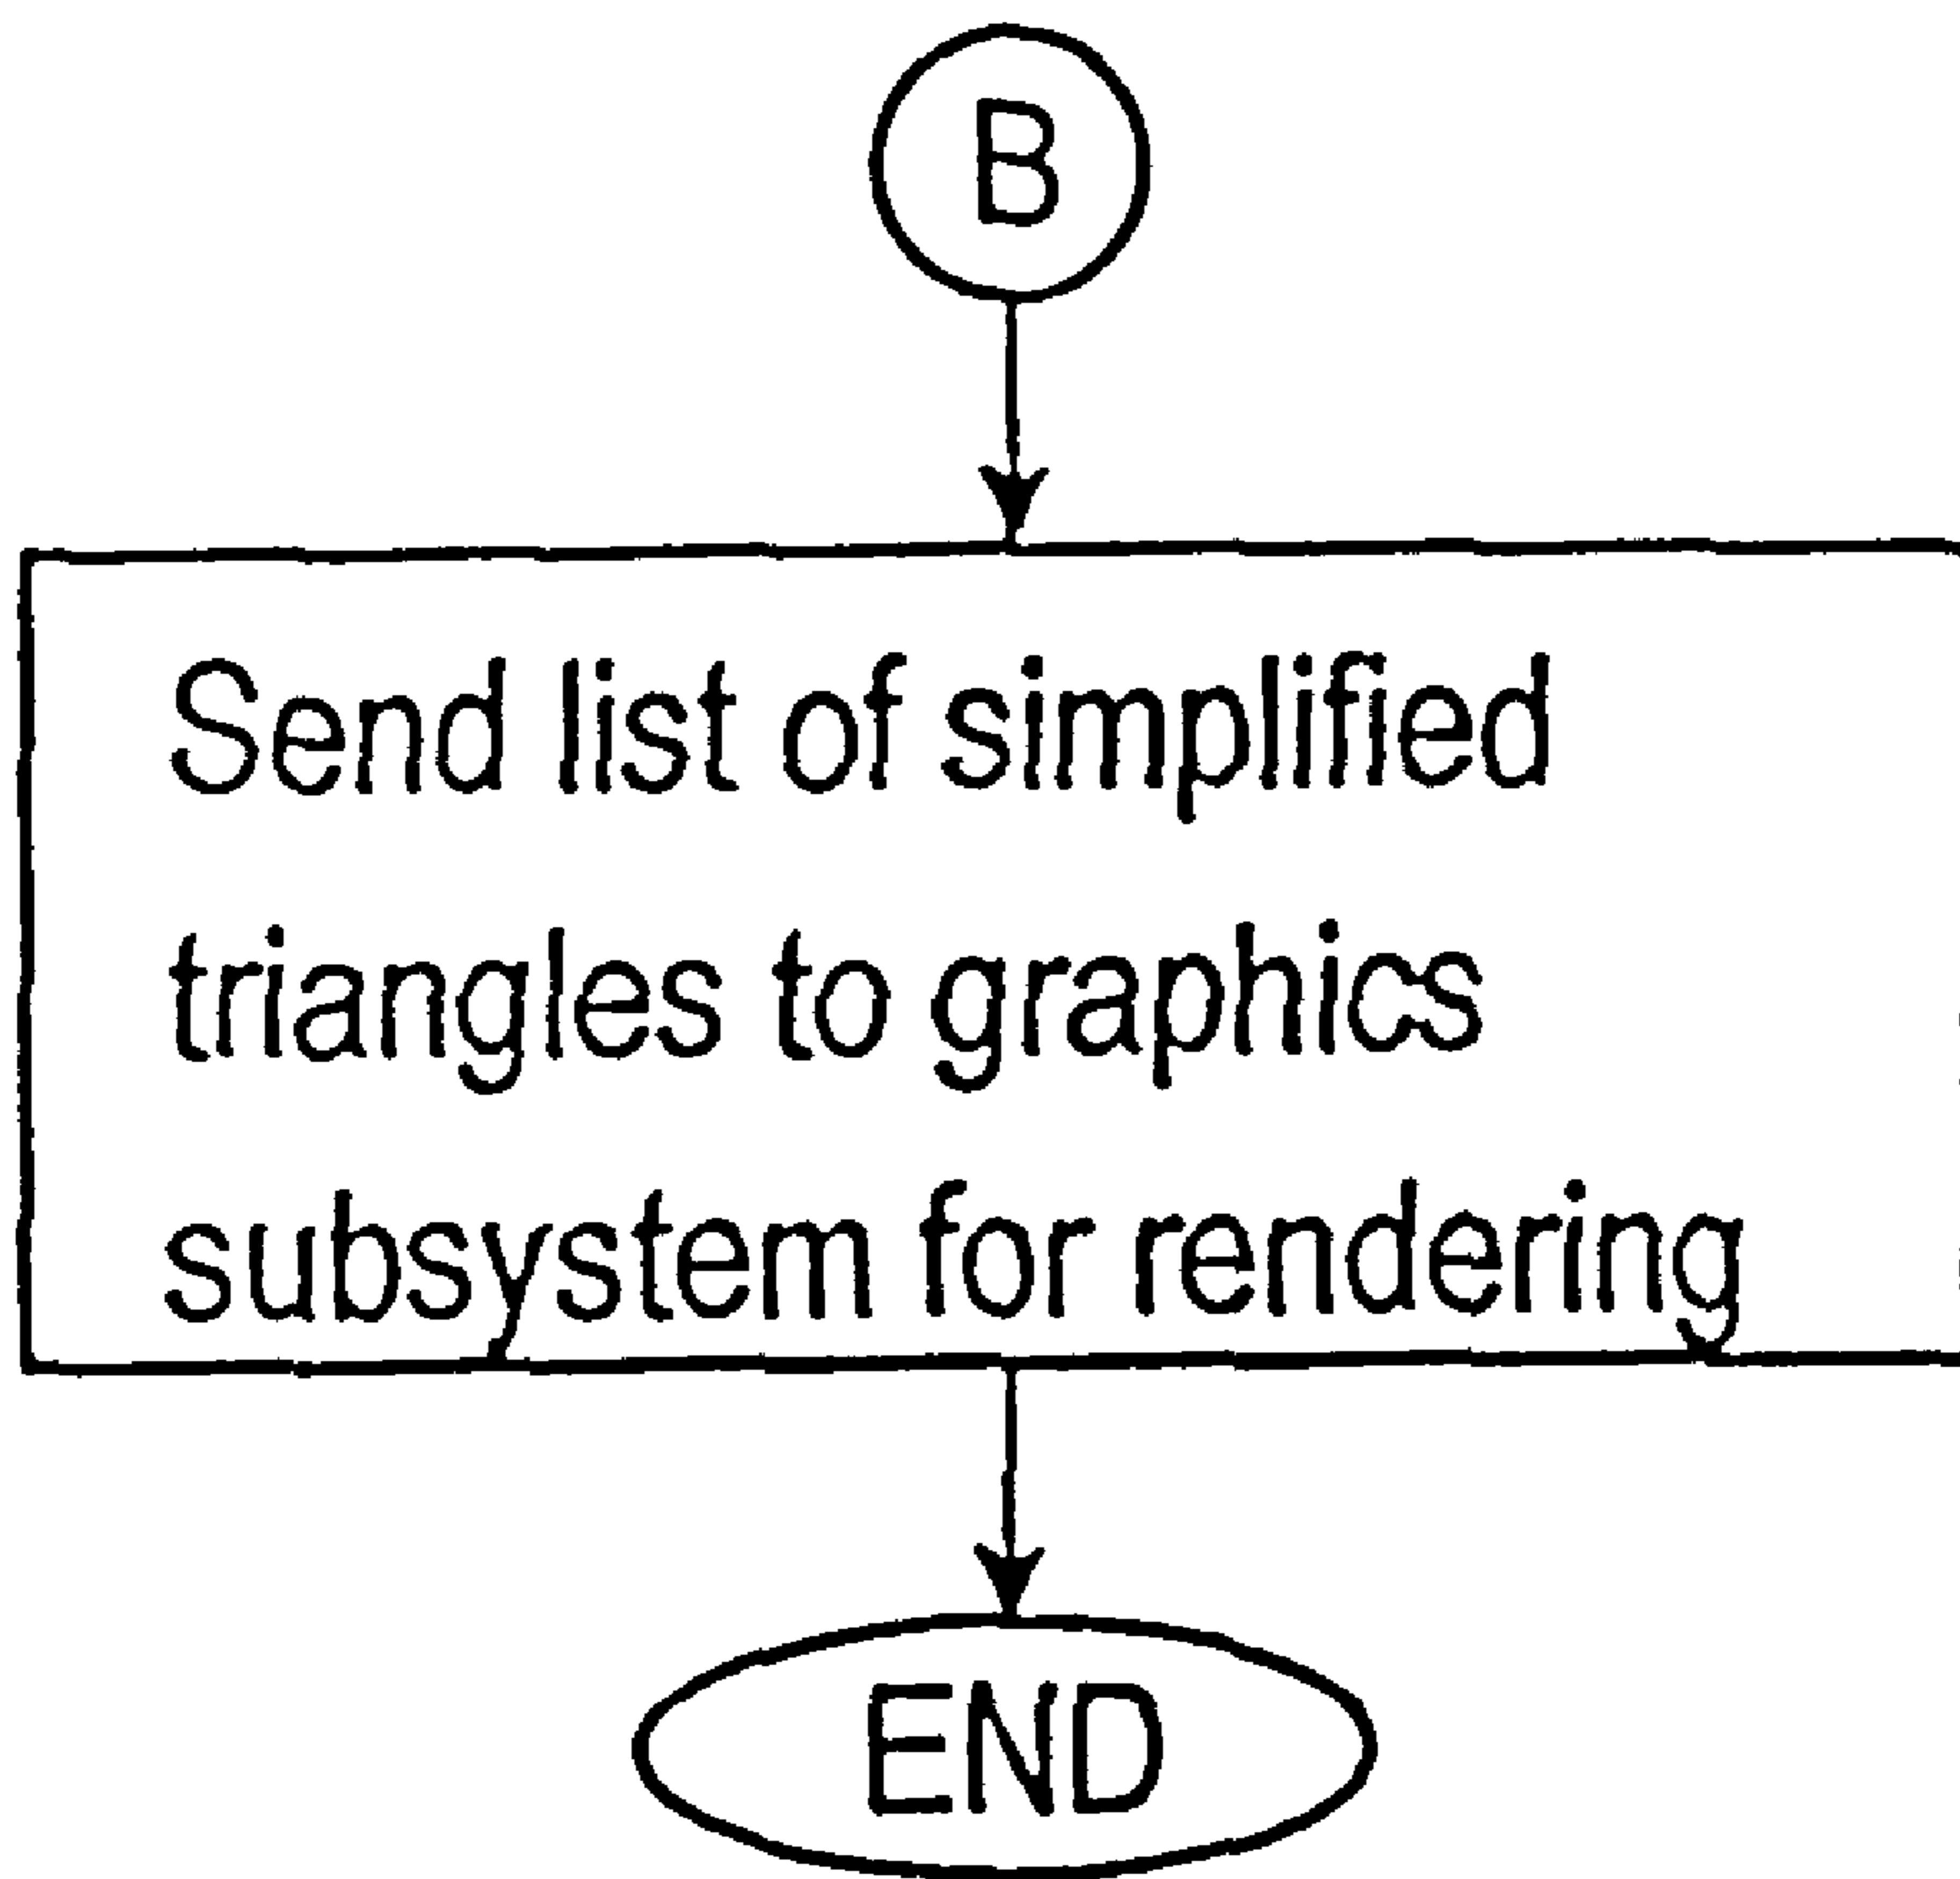 B
Send list of simplified
triangles to graphics
subsystem for rendering
END